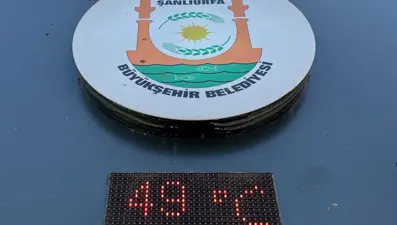 ŞANLIURFA
BÜYÜKŞEHİR BELEDİYESİ
49 °C